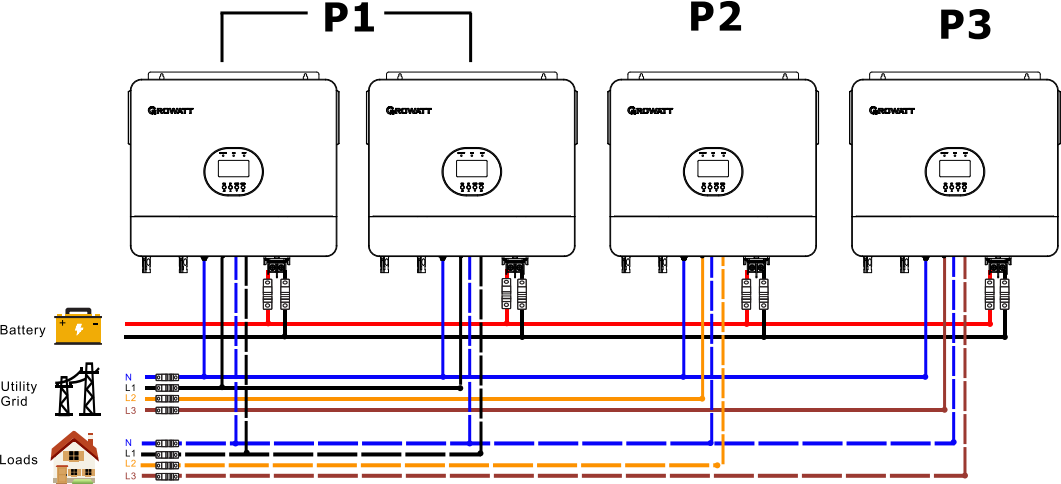 P1
P2
P3
GROWATT
GROWATT
GROWATT
GROWATT
Battery
Utility
Grid
N
L1
L2
L3
Loads
N
L1
L2
L3